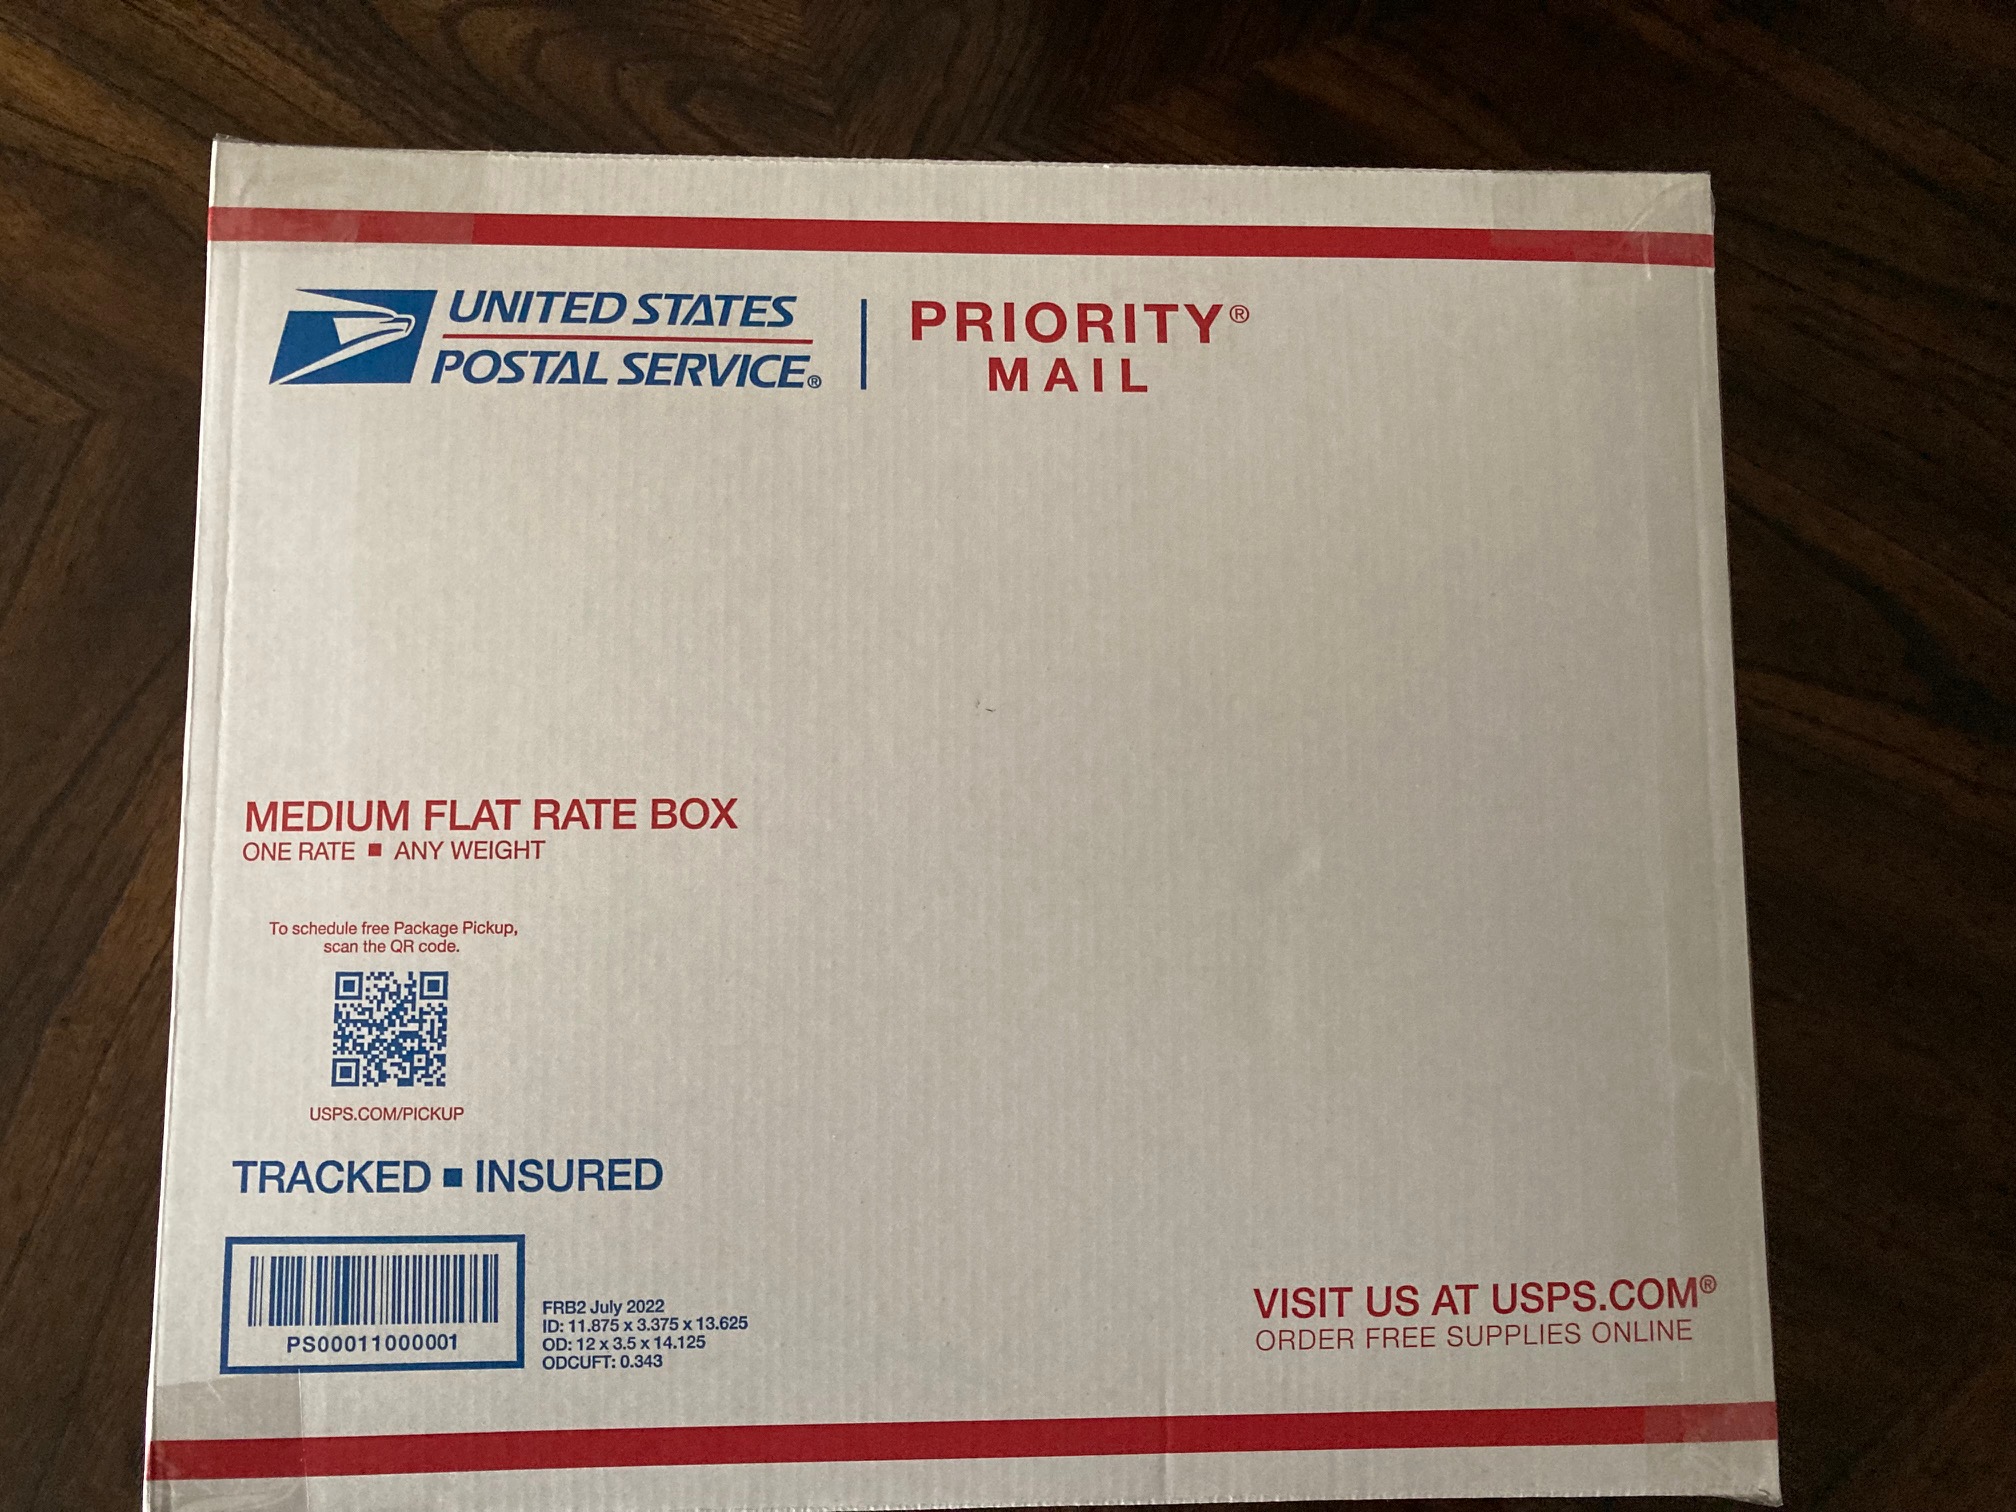 UNITED STATES
POSTAL SERVICE®
PRIORITY®
MAIL
MEDIUM FLAT RATE BOX
ONE RATE ■ ANY WEIGHT
To schedule free Package Pickup,
scan the QR code.
USPS.COM/PICKUP
TRACKED ■ INSURED
PS00011000001
FRB2 July 2022
ID: 11.875 x 3.375 x 13.625
OD: 12 x 3.5 x 14.125
ODCUFT: 0.343
VISIT US AT USPS.COM®
ORDER FREE SUPPLIES ONLINE